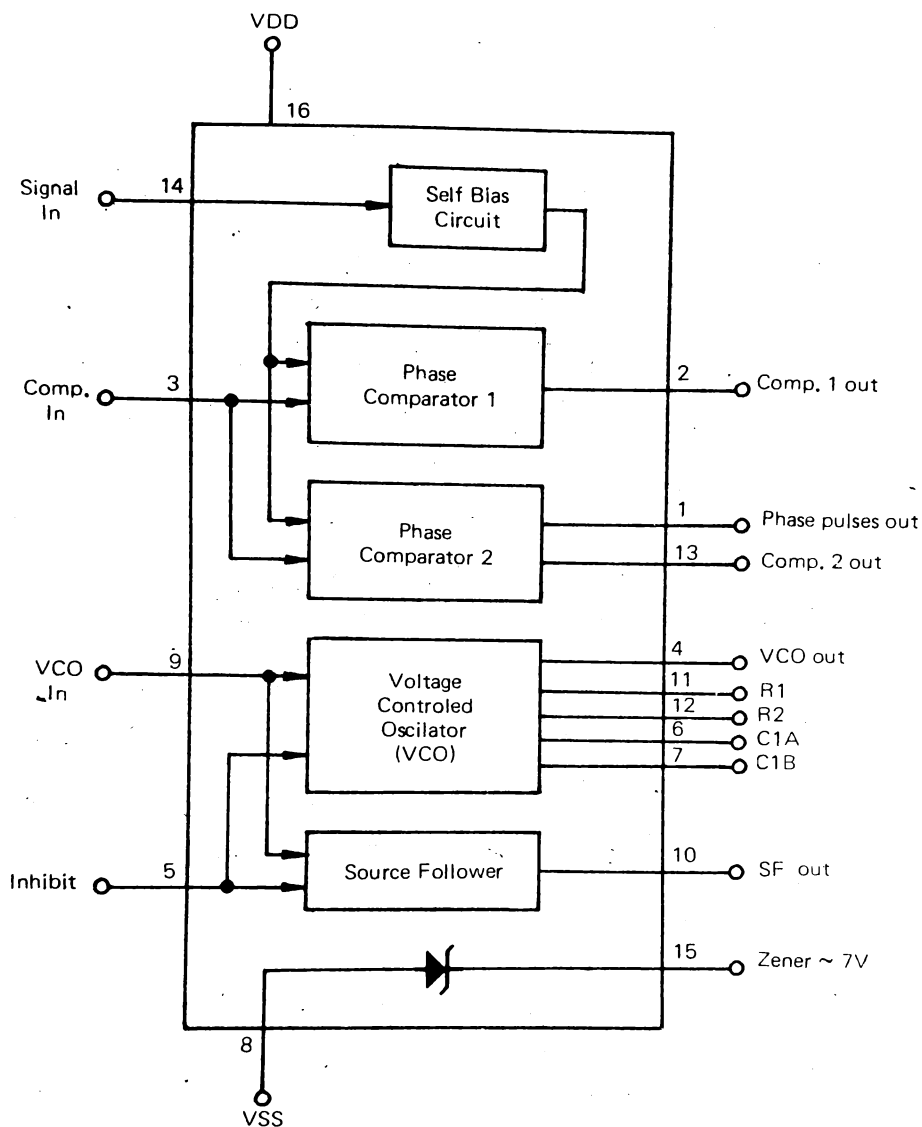 VDD
16
Signal
In
14
Self Bias
Circuit
Comp.
In
3
Phase
Comparator 1
2
Comp. 1 out
Phase
Comparator 2
1
Phase pulses out
13
Comp. 2 out
VCO
In
9
Voltage
Controled
Oscilator
(VCO)
4
VCO out
11
R1
12
R2
6
C1A
7
C1B
Inhibit
5
Source Follower
10
SF out
15
Zener ~ 7V
8
VSS